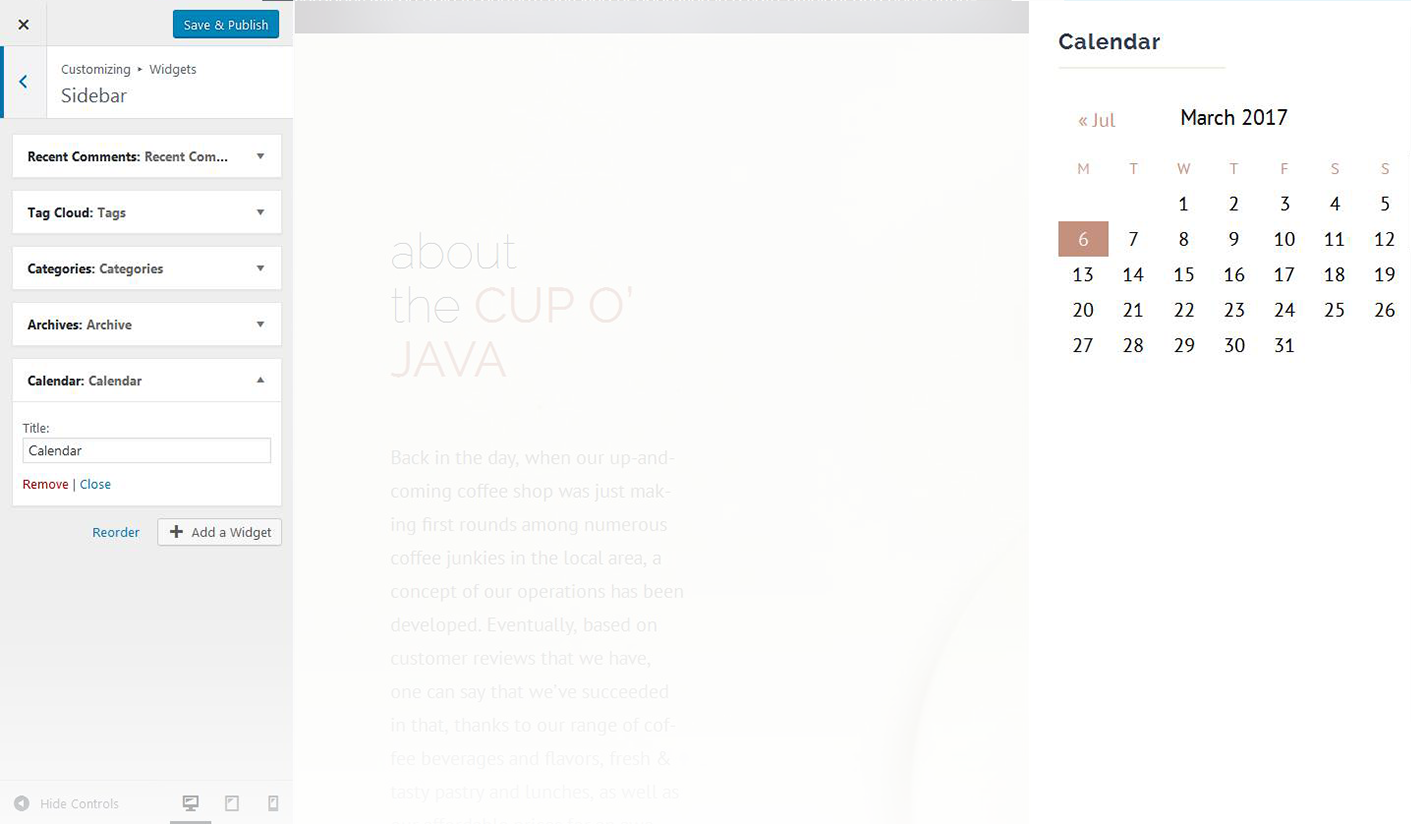 Save & Publish
Customizing ▸ Widgets
Sidebar
Recent Comments: Recent Com...
Tag Cloud: Tags
Categories: Categories
Archives: Archive
Calendar: Calendar
Title:
Calendar
Remove | Close
Reorder
Add a Widget
Hide Controls
about
the CUP O'
JAVA
Back in the day, when our up-and-
coming coffee shop was just mak-
ing first rounds among numerous
coffee junkies in the local area, a
concept of our operations has been
developed. Eventually, based on
customer reviews that we have,
one can say that we've succeeded
in that, thanks to our range of cof-
fee beverages and flavors, fresh &
tasty pastry and lunches, as well as
Calendar
« Jul March 2017
M T W T F S S
1 2 3 4 5
6 7 8 9 10 11 12
13 14 15 16 17 18 19
20 21 22 23 24 25 26
27 28 29 30 31